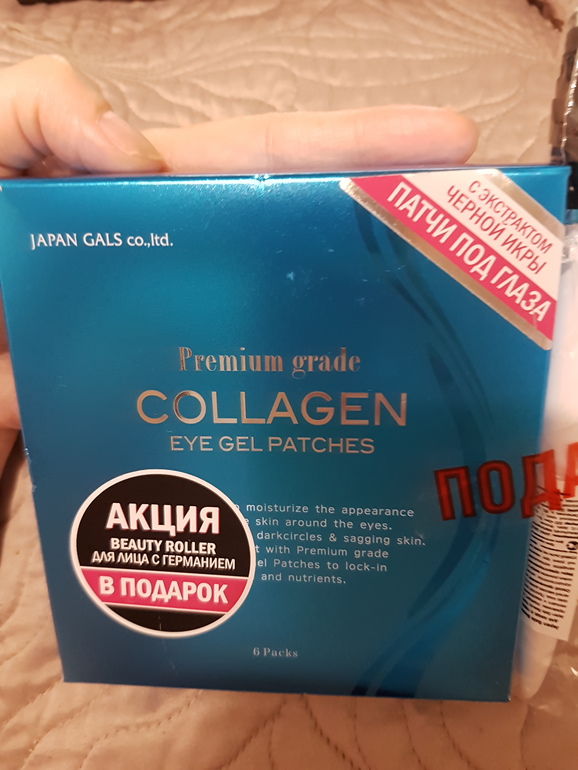 JAPAN GALS co.,ltd.
С ЭКСТРАКТОМ
ЧЕРНОЙ ИКРЫ
ПАТЧИ ПОД ГЛАЗА
Premium grade
COLLAGEN
EYE GEL PATCHES
moisturize the appearance
skin around the eyes.
darkcircles & sagging skin.
with Premium grade
Patches to lock-in
and nutrients.
АКЦИЯ
BEAUTY ROLLER
ДЛЯ ЛИЦА С ГЕРМАНИЕМ
В ПОДАРОК
ПОДА
6 Packs